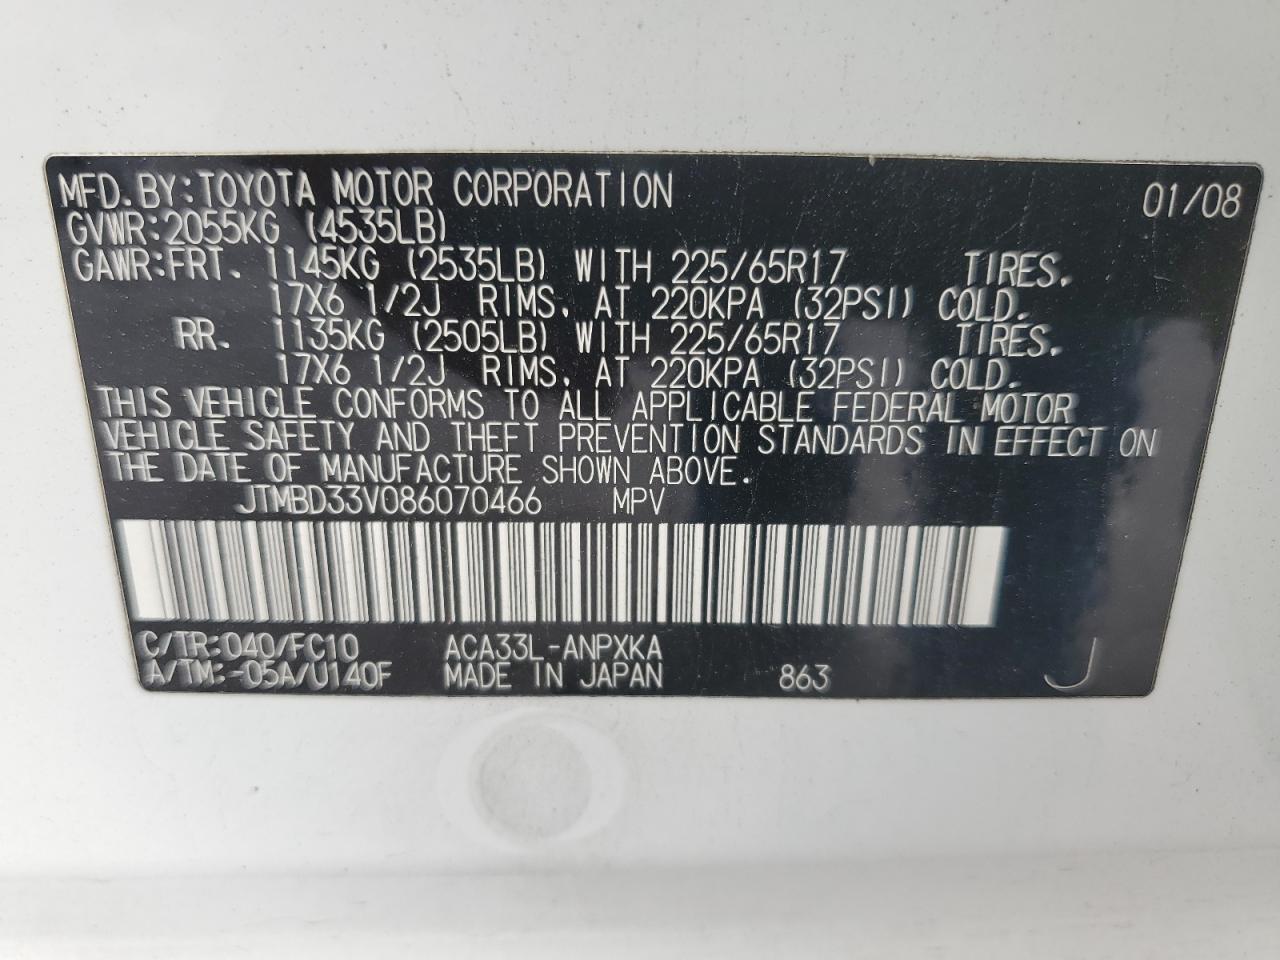 MFD. BY: TOYOTA MOTOR CORPORATION 01/08
GVWR: 2055KG (4535LB)
GAWR: FRT. 1145KG (2535LB) WITH 225/65R17 TIRES,
17X6 1/2J RIMS, AT 220KPA (32PSI) COLD.
RR. 1135KG (2505LB) WITH 225/65R17 TIRES,
17X6 1/2J RIMS, AT 220KPA (32PSI) COLD.
THIS VEHICLE CONFORMS TO ALL APPLICABLE FEDERAL MOTOR
VEHICLE SAFETY AND THEFT PREVENTION STANDARDS IN EFFECT ON
THE DATE OF MANUFACTURE SHOWN ABOVE.
JTMBD33V086070466 MPV
C/TR: 040/FC10 ACA33L-ANPXKA
A/TM: -05A/U140F MADE IN JAPAN 863 J